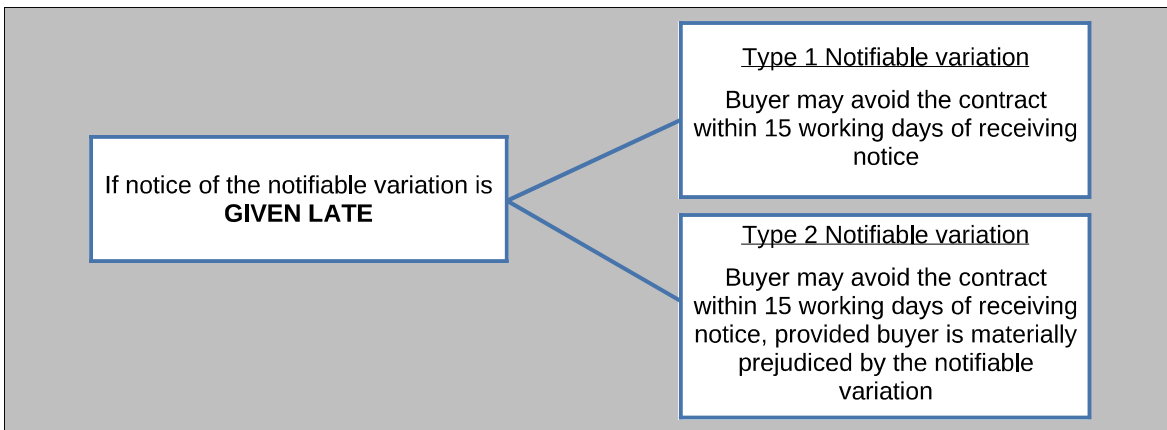 If notice of the notifiable variation is
GIVEN LATE
Type 1 Notifiable variation
Buyer may avoid the contract
within 15 working days of receiving
notice
Type 2 Notifiable variation
Buyer may avoid the contract
within 15 working days of receiving
notice, provided buyer is materially
prejudiced by the notifiable
variation